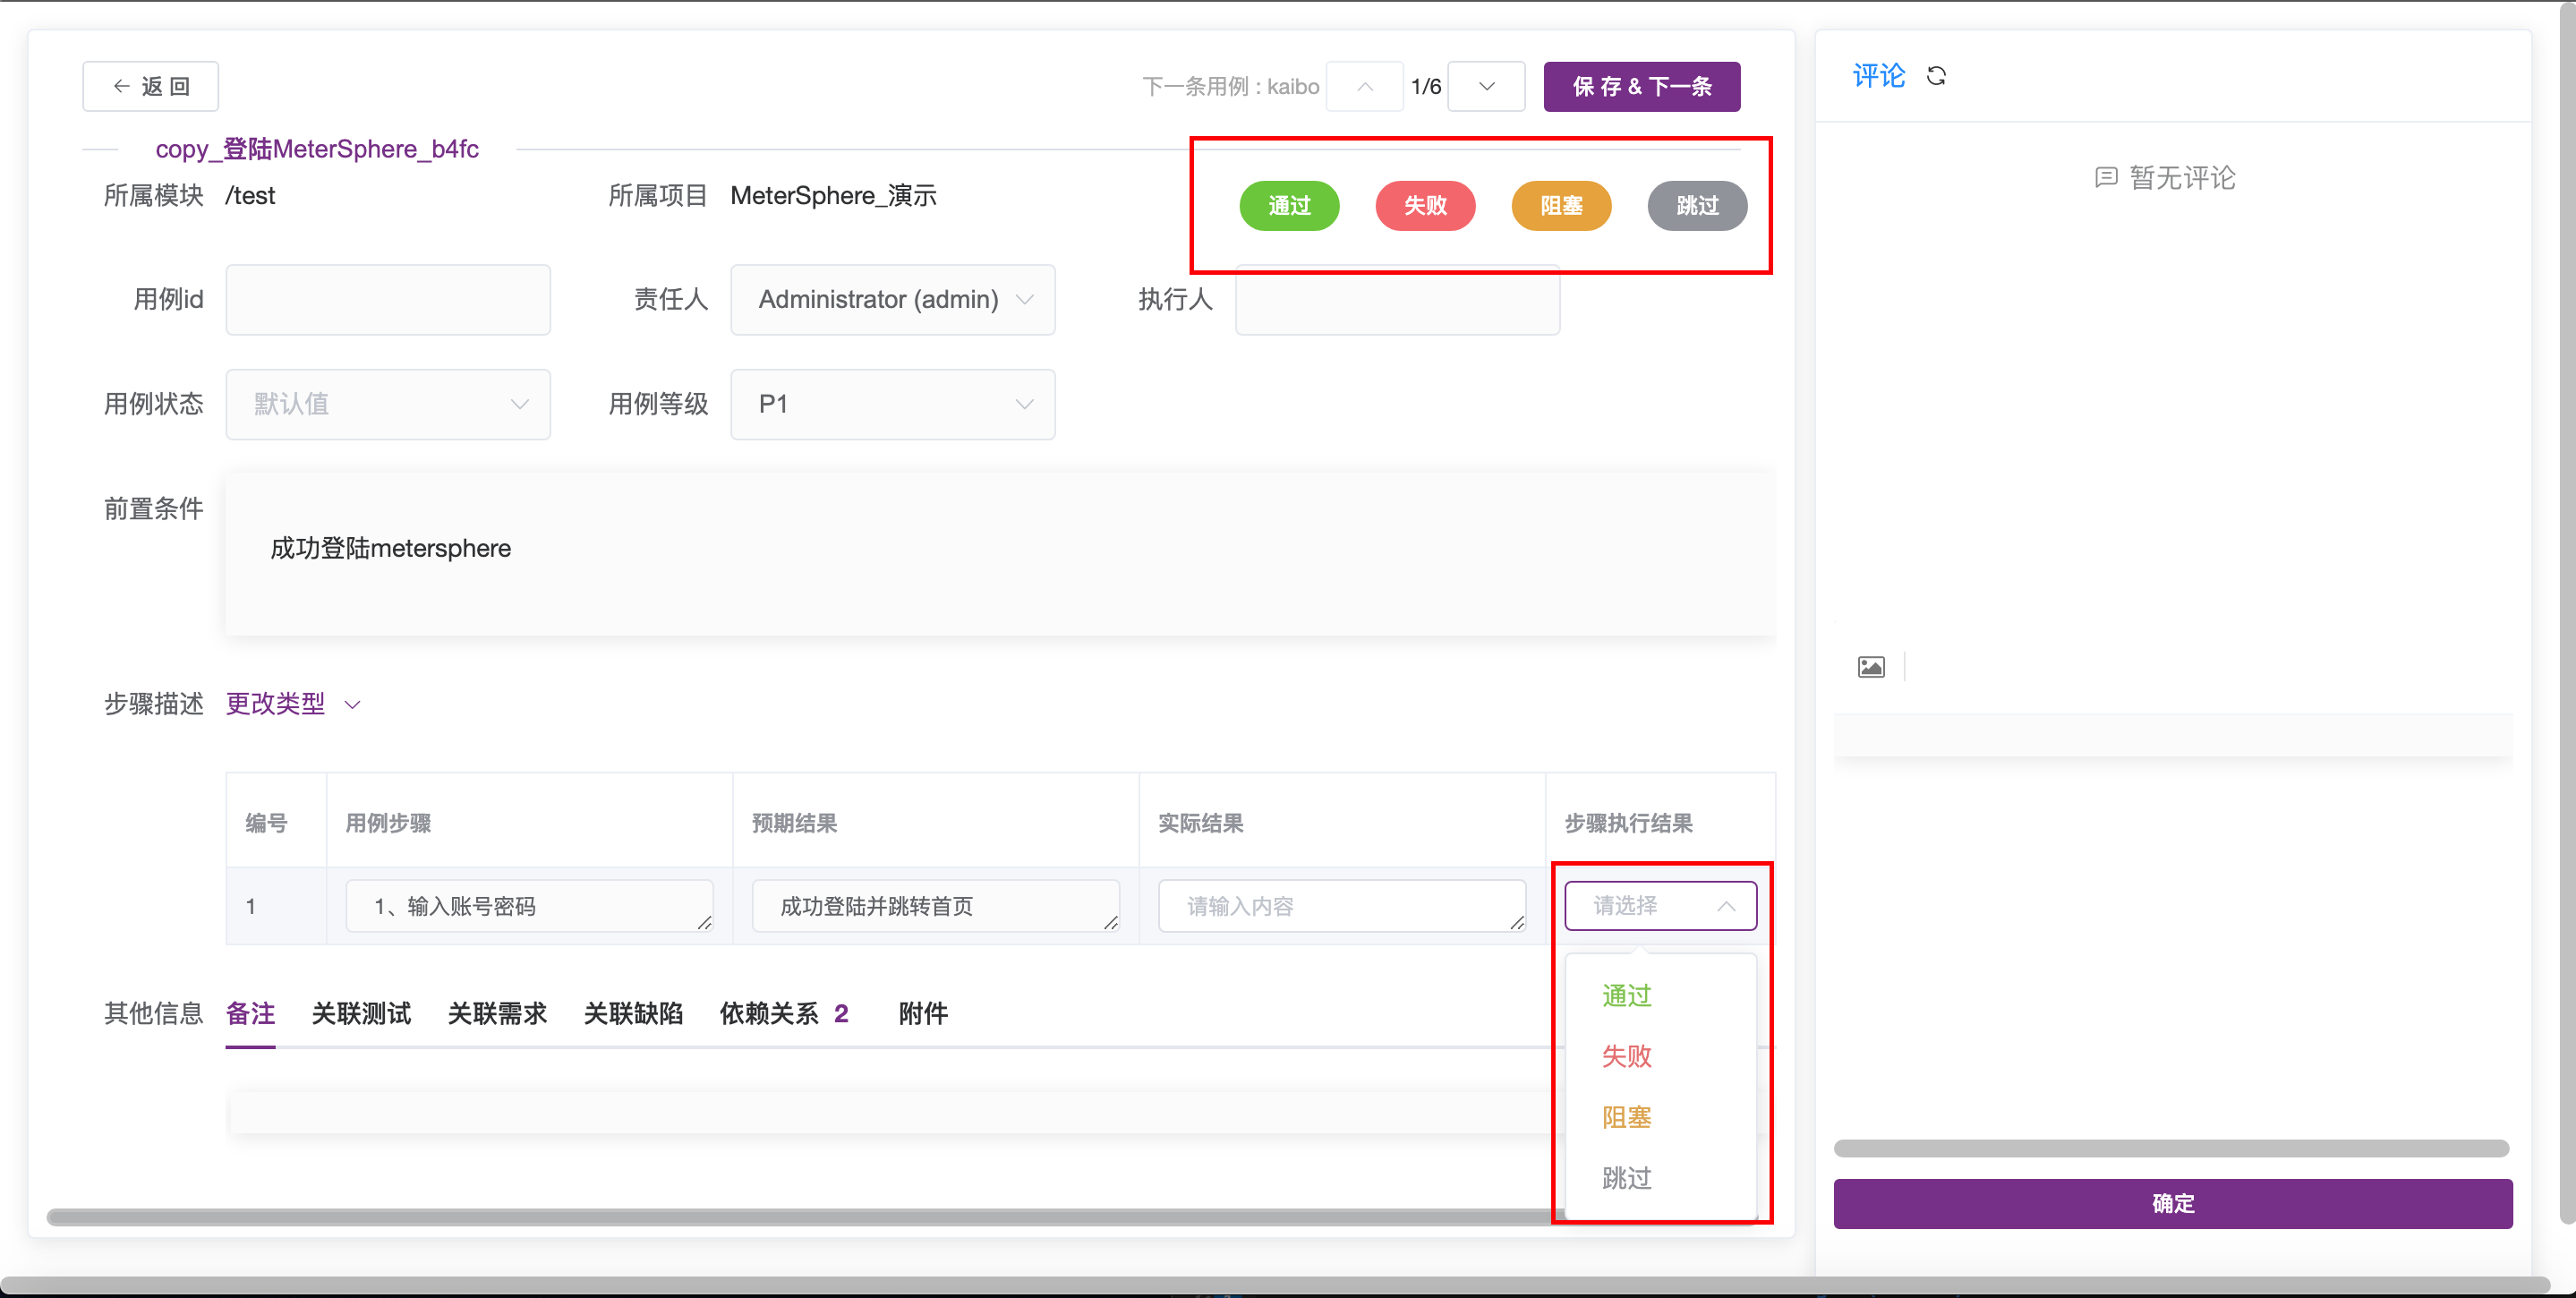 返 回
下一条用例 : kaibo
1/6
保 存 & 下一条
copy_登陆MeterSphere_b4fc
所属模块 /test
所属项目 MeterSphere_演示
通过 失败 阻塞 跳过
用例id
责任人 Administrator (admin)
执行人
用例状态 默认值
用例等级 P1
前置条件
成功登陆metersphere
步骤描述 更改类型
编号 用例步骤 预期结果 实际结果 步骤执行结果
1 1、输入账号密码 成功登陆并跳转首页 请输入内容 请选择
通过
失败
阻塞
跳过
其他信息 备注 关联测试 关联需求 关联缺陷 依赖关系 2 附件
评论
暂无评论
确定